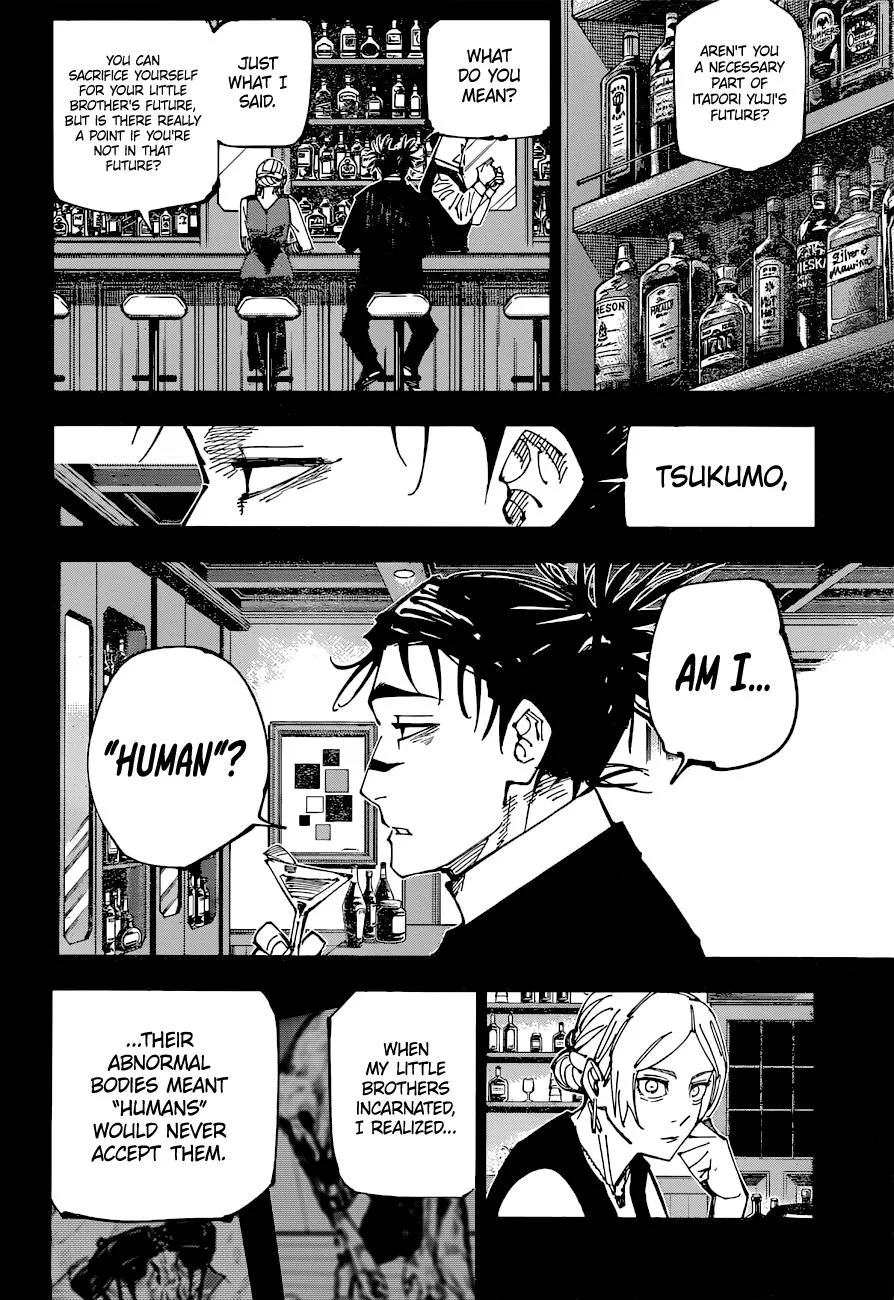 AREN'T YOU
A NECESSARY
PART OF
ITADORI YUJI'S
FUTURE?
WHAT
DO YOU
MEAN?
JUST
WHAT I
SAID.
YOU CAN
SACRIFICE YOURSELF
FOR YOUR LITTLE
BROTHER'S FUTURE,
BUT IS THERE REALLY
A POINT IF YOU'RE
NOT IN THAT
FUTURE?
1700
TSUKUMO,
AM I...
"HUMAN"?
WHEN
MY LITTLE
BROTHERS
INCARNATED,
I REALIZED...
...THEIR
ABNORMAL
BODIES MEANT
"HUMANS"
WOULD NEVER
ACCEPT THEM.